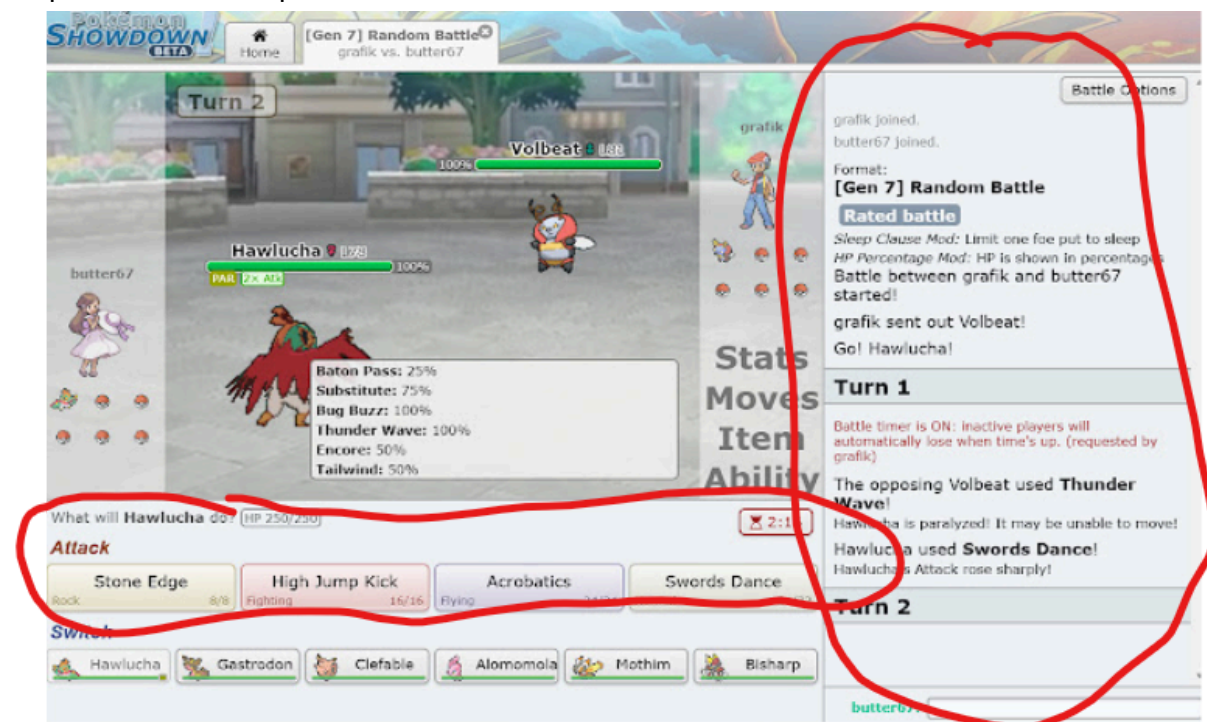 Pokémon
SHOWDOWN
BETA
Home
[Gen 7] Random Battle
grafik vs. butter67
Turn 2
Volbeat
100%
grafik
Hawlucha
100%
PAR 2× Atk
butter67
Baton Pass: 25%
Substitute: 75%
Bug Buzz: 100%
Thunder Wave: 100%
Encore: 50%
Tailwind: 50%
Stats
Moves
Item
Ability
What will Hawlucha do? HP 250/250
Attack
Stone Edge
Rock 8/8
High Jump Kick
Fighting 16/16
Acrobatics
Flying
Swords Dance
Switch
Hawlucha
Gastrodon
Clefable
Alomomola
Mothim
Bisharp
Battle Options
grafik joined.
butter67 joined.
Format:
[Gen 7] Random Battle
Rated battle
Sleep Clause Mod: Limit one foe put to sleep
HP Percentage Mod: HP is shown in percentages
Battle between grafik and butter67
started!
grafik sent out Volbeat!
Go! Hawlucha!
Turn 1
Battle timer is ON: inactive players will
automatically lose when time's up. (requested by
grafik)
The opposing Volbeat used Thunder
Wave!
Hawlucha is paralyzed! It may be unable to move!
Hawlucha used Swords Dance!
Hawlucha's Attack rose sharply!
Turn 2
butter67: